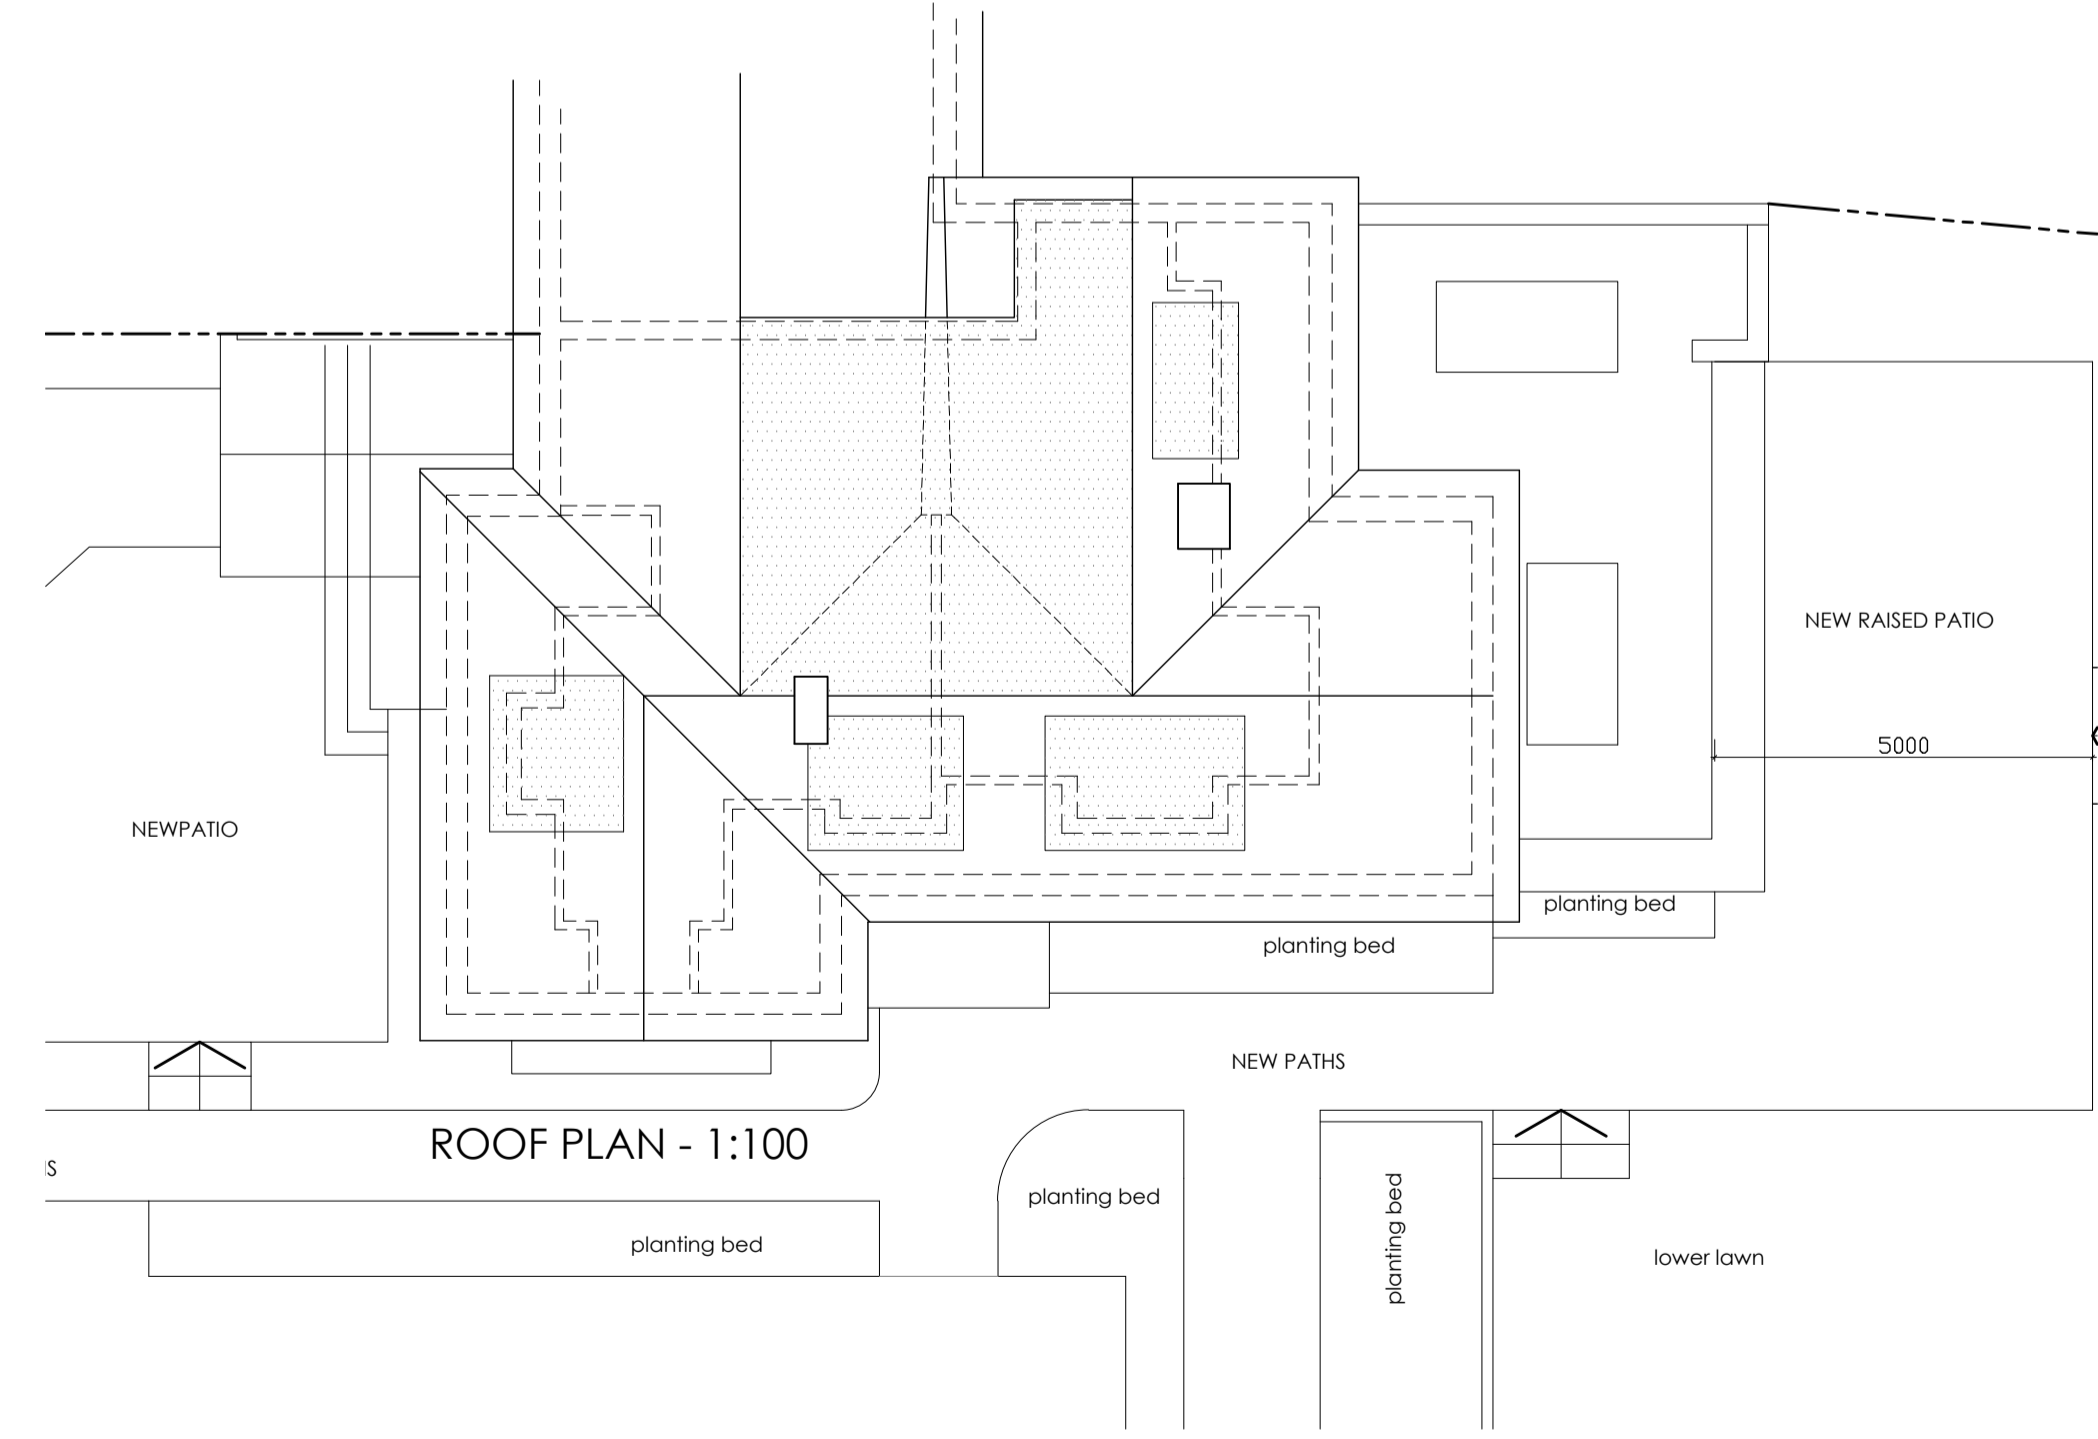 NEW RAISED PATIO
5000
NEWPATIO
planting bed
planting bed
NEW PATHS
ROOF PLAN - 1:100
planting bed
planting bed
planting bed
lower lawn